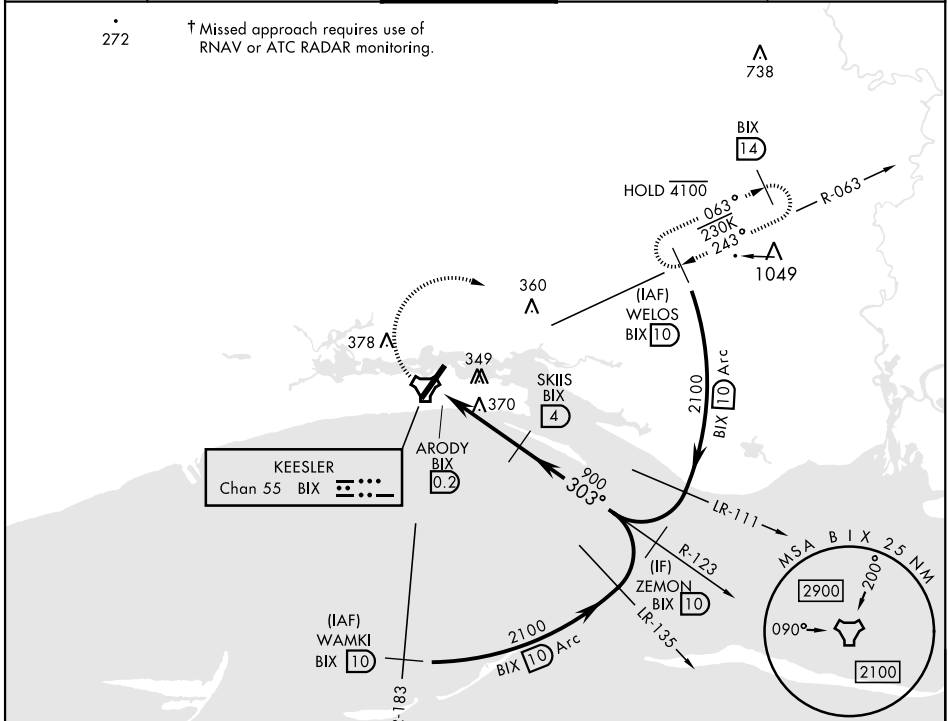 272
† Missed approach requires use of
RNAV or ATC RADAR monitoring.
738
BIX
14
HOLD 4100
R-063
063°
230K
243°
1049
360
(IAF)
WELOS
BIX 10
378
349
370
SKIIS
BIX
4
2100
BIX 10 Arc
ARODY
BIX
0.2
KEESLER
Chan 55 BIX
900
303°
LR-111
R-123
(IF)
ZEMON
BIX 10
LR-135
MSA BIX 25 NM
2900
200°
090°
2100
(IAF)
WAMKI
BIX 10
2100
BIX 10 Arc
-183